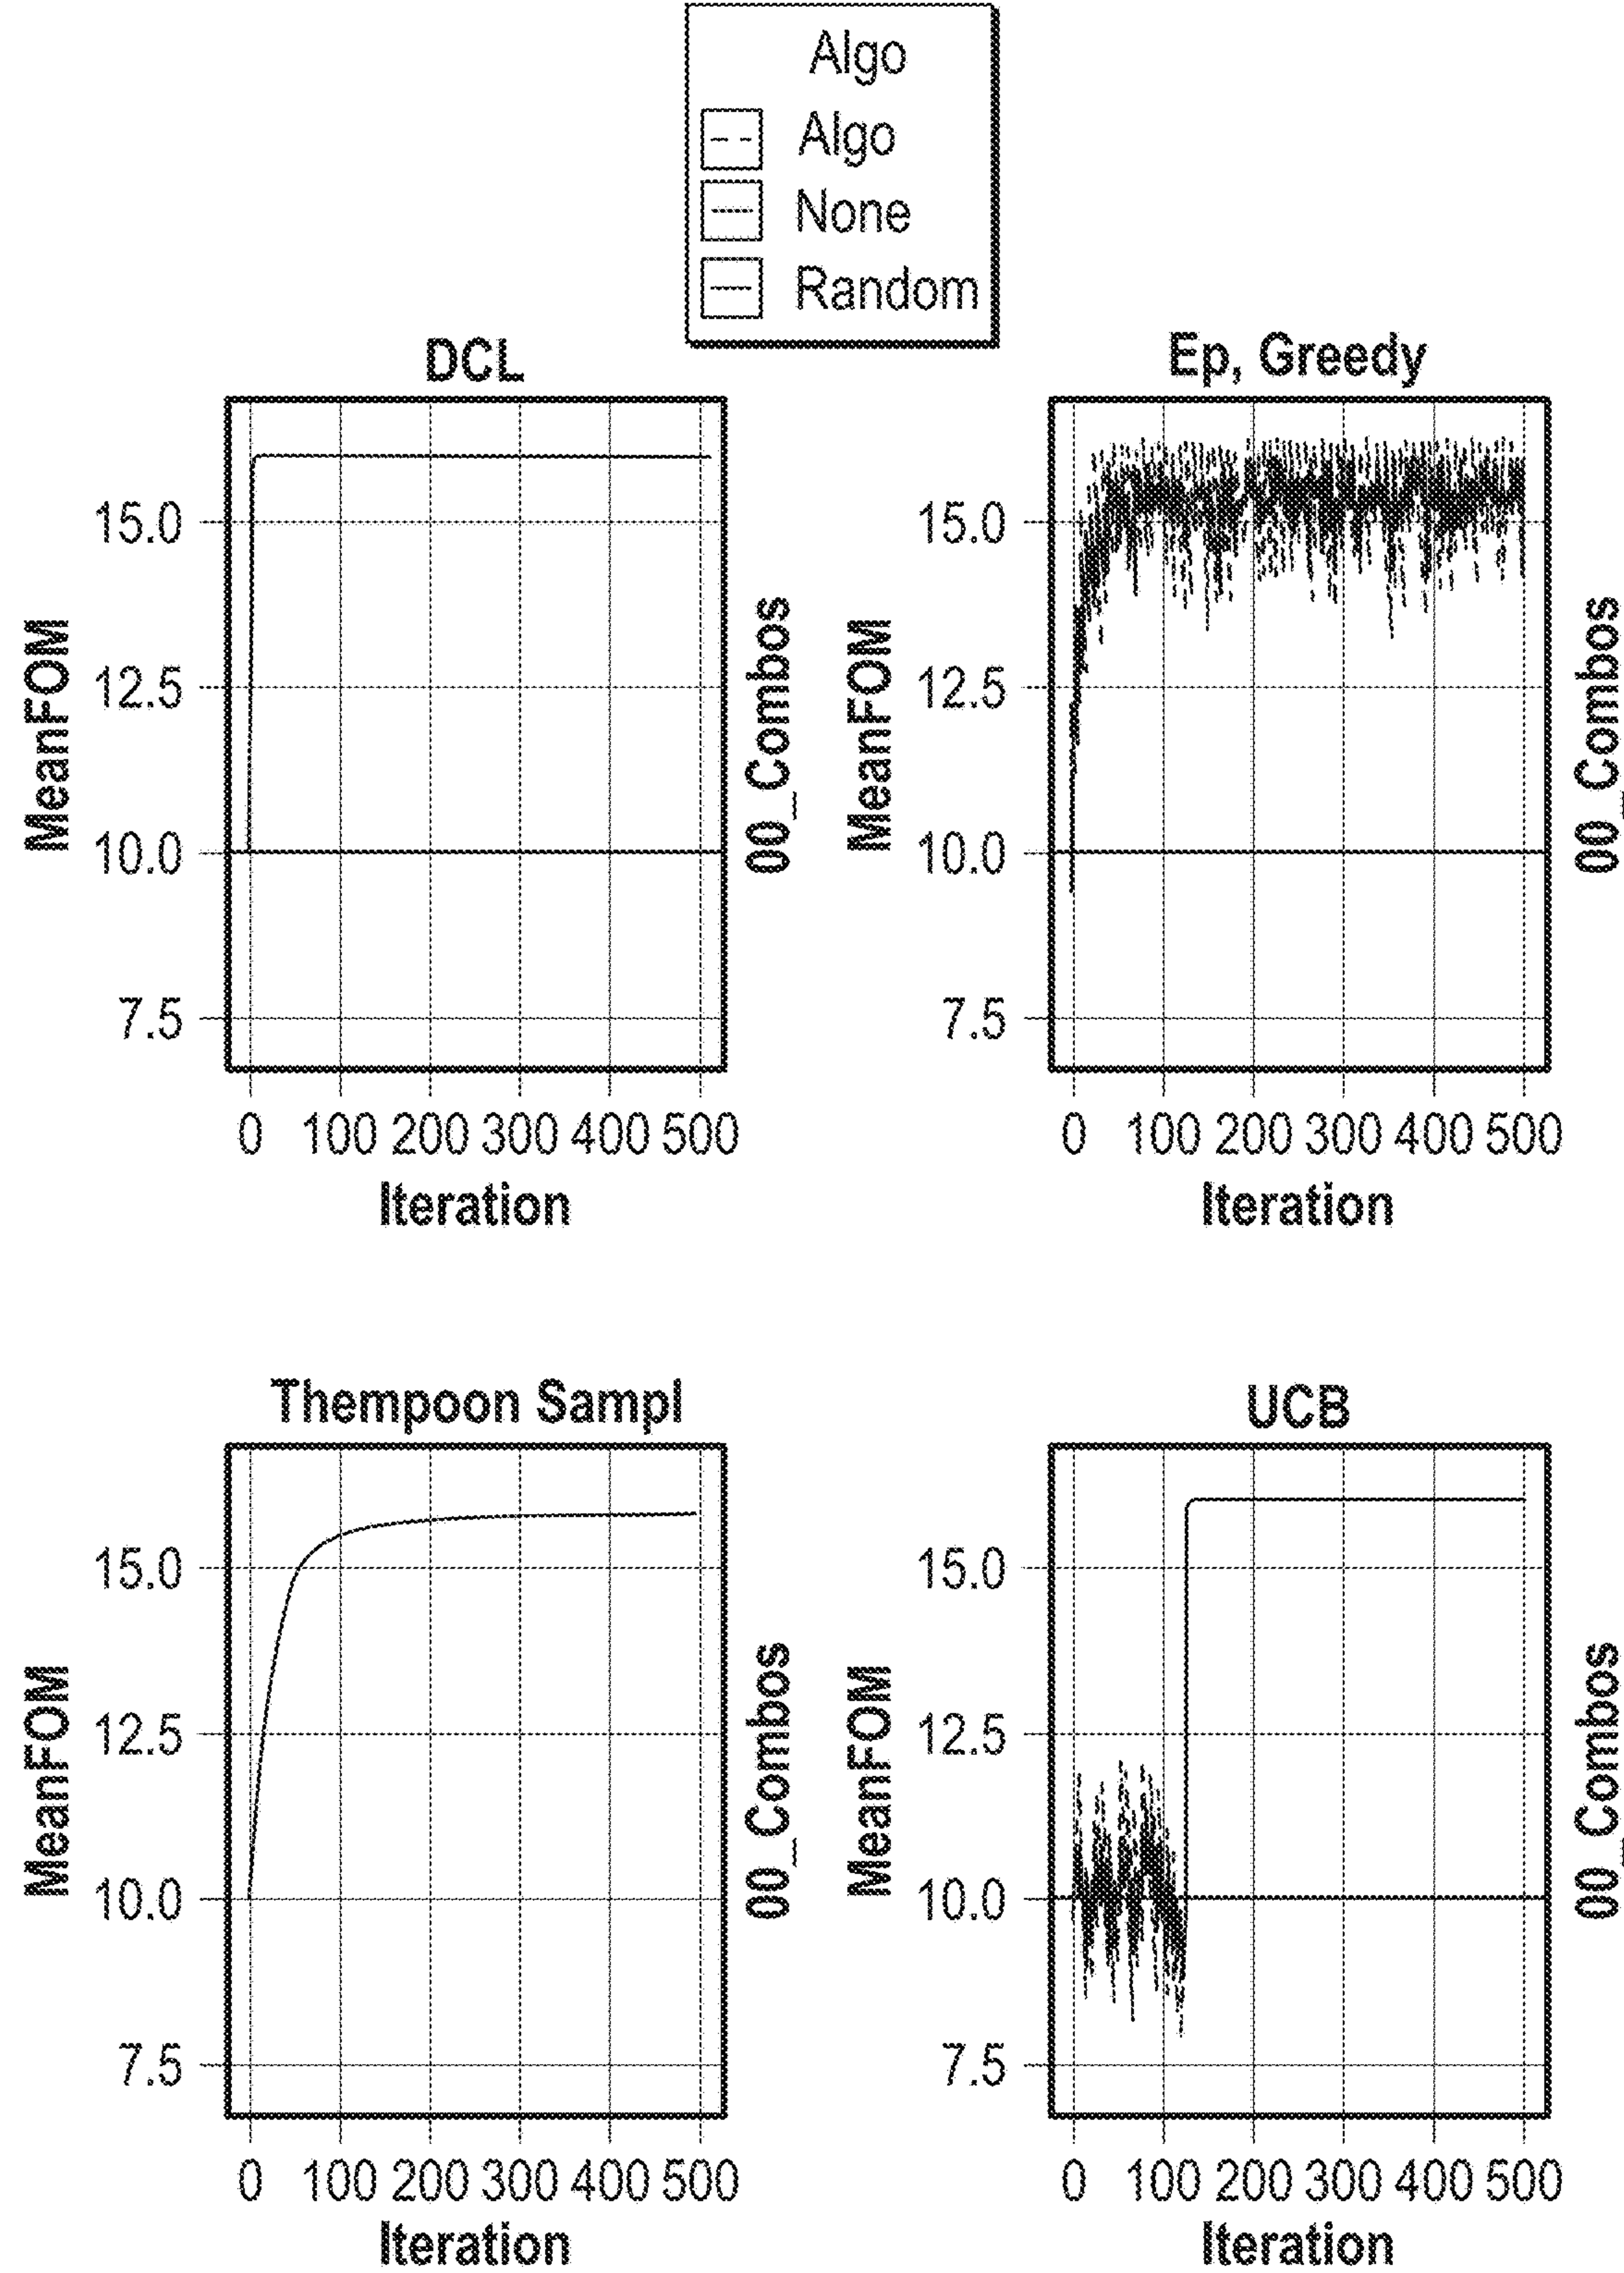 Algo
Algo
None
Random
DCL
MeanFOM
15.0
12.5
10.0
7.5
00_Combos
0 100 200 300 400 500
Iteration
Ep, Greedy
MeanFOM
15.0
12.5
10.0
7.5
00_Combos
0 100 200 300 400 500
Iteration
Thempoon Sampl
MeanFOM
15.0
12.5
10.0
7.5
00_Combos
0 100 200 300 400 500
Iteration
UCB
MeanFOM
15.0
12.5
10.0
7.5
00_Combos
0 100 200 300 400 500
Iteration